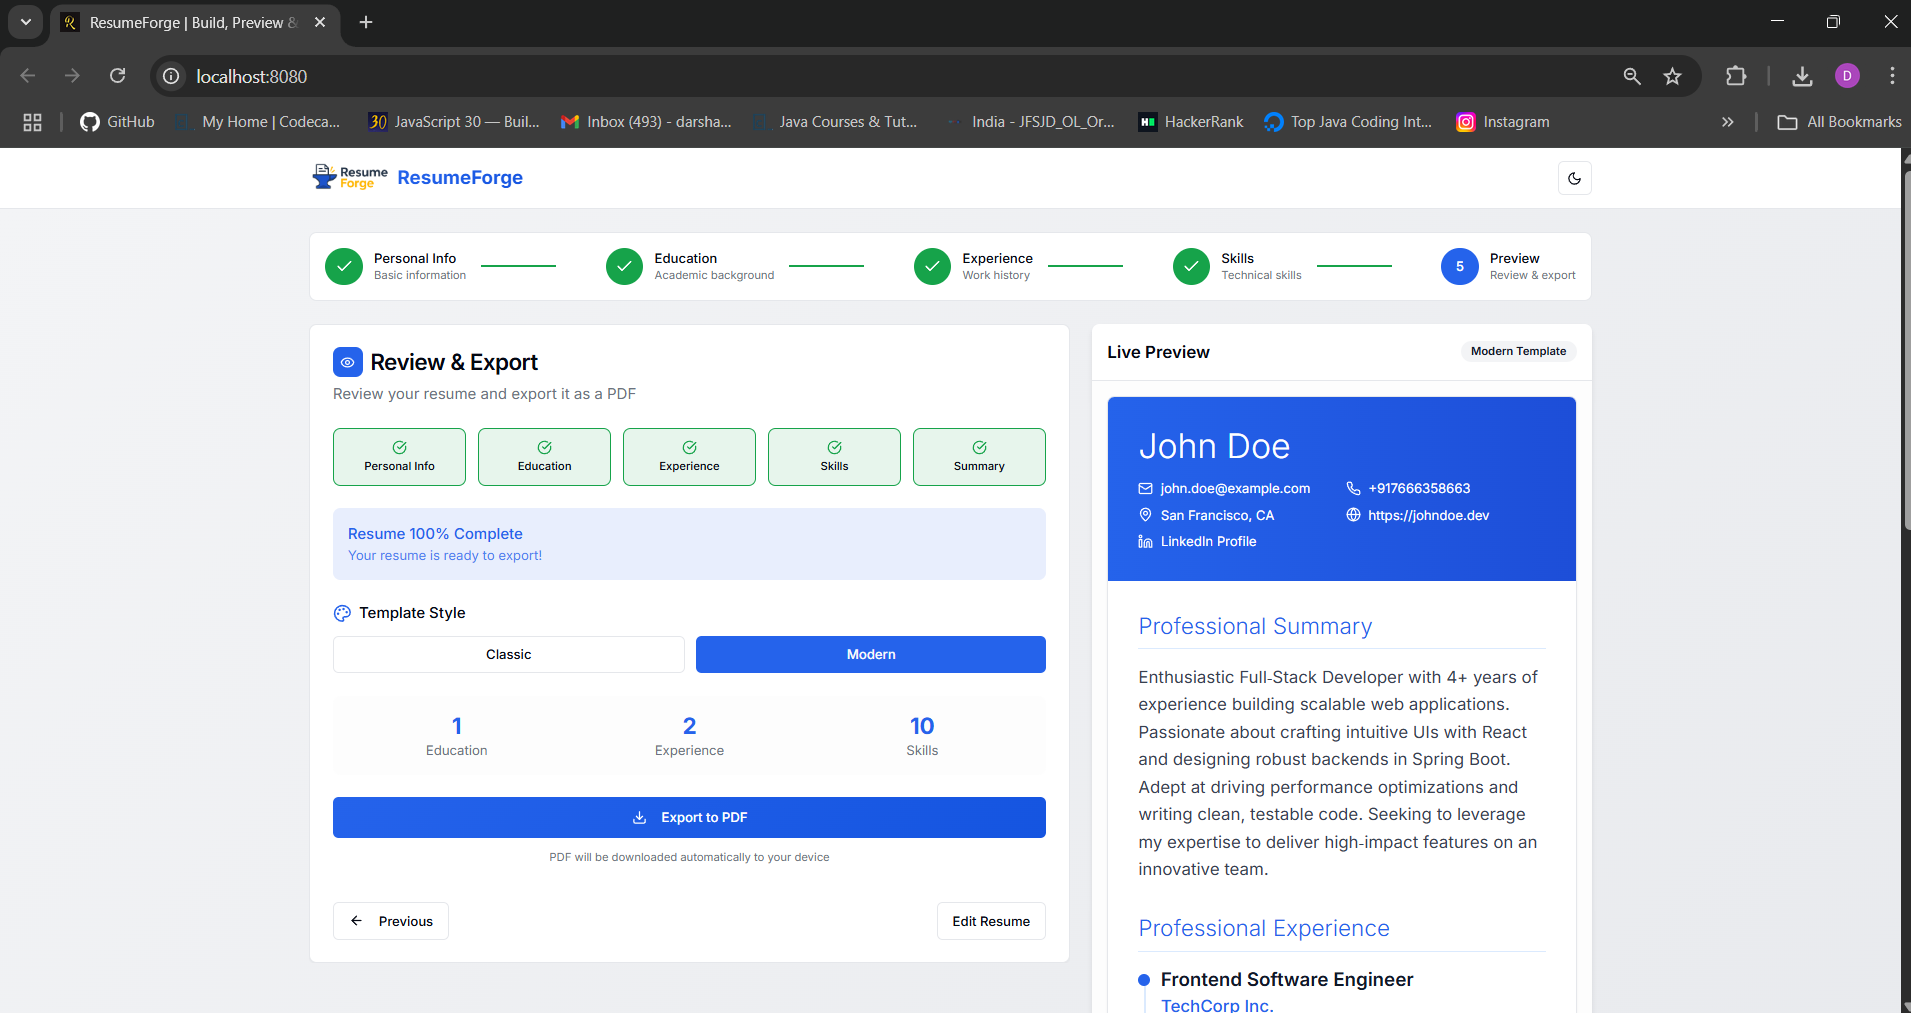 ResumeForge | Build, Preview &
localhost:8080
D
GitHub
My Home | Codeca...
30
JavaScript 30 — Buil...
Inbox (493) - darsha...
Java Courses & Tut...
India - JFSJD_OL_Or...
HackerRank
Top Java Coding Int...
Instagram
All Bookmarks
Resume
Forge
ResumeForge
Personal Info
Basic information
Education
Academic background
Experience
Work history
Skills
Technical skills
5
Preview
Review & export
Review & Export
Review your resume and export it as a PDF
Personal Info
Education
Experience
Skills
Summary
Resume 100% Complete
Your resume is ready to export!
Template Style
Classic
Modern
1
Education
2
Experience
10
Skills
Export to PDF
PDF will be downloaded automatically to your device
Previous
Edit Resume
Live Preview
Modern Template
John Doe
john.doe@example.com
+917666358663
San Francisco, CA
https://johndoe.dev
LinkedIn Profile
Professional Summary
Enthusiastic Full-Stack Developer with 4+ years of
experience building scalable web applications.
Passionate about crafting intuitive UIs with React
and designing robust backends in Spring Boot.
Adept at driving performance optimizations and
writing clean, testable code. Seeking to leverage
my expertise to deliver high-impact features on an
innovative team.
Professional Experience
Frontend Software Engineer
TechCorp Inc.